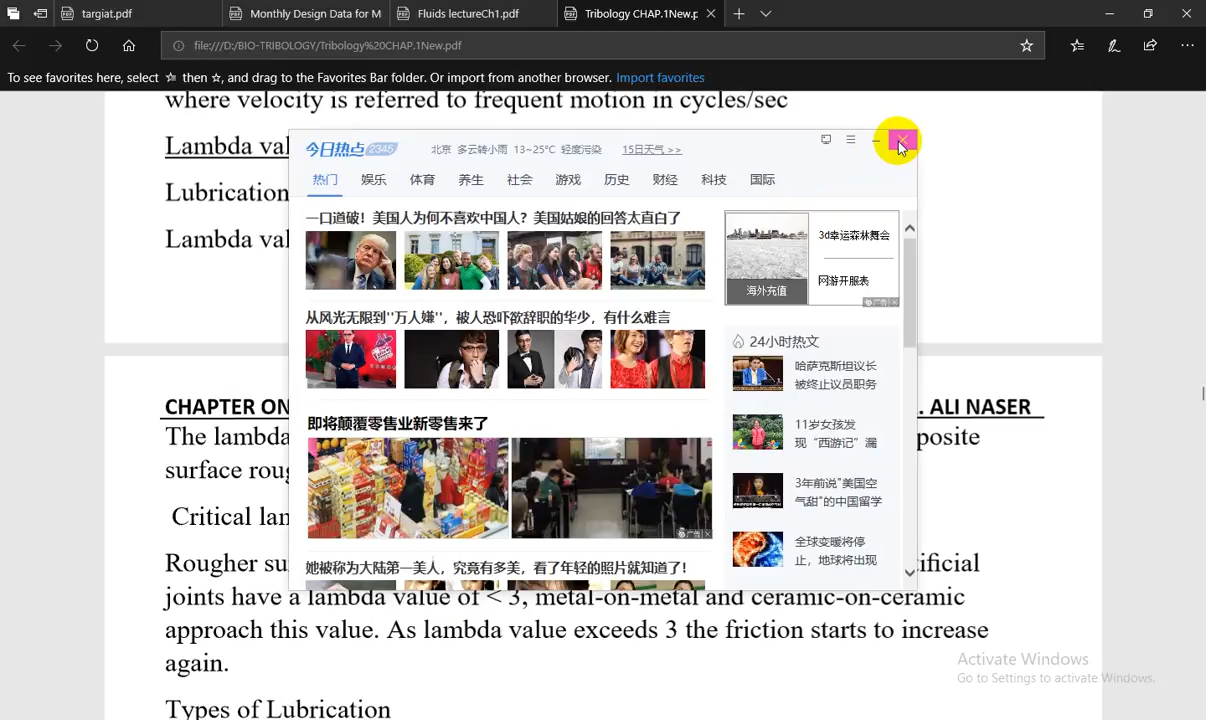 targiat.pdf
Monthly Design Data for M
Fluids lectureCh1.pdf
Tribology CHAP.1New.p
file:///D:/BIO-TRIBOLOGY/Tribology%20CHAP.1New.pdf
To see favorites here, select then ☆, and drag to the Favorites Bar folder. Or import from another browser. Import favorites
where velocity is referred to frequent motion in cycles/sec
Lambda val
Lubrication
Lambda val
今日热点 2345
北京 多云转小雨 13~25°C 轻度污染 15日天气 >>
热门 娱乐 体育 养生 社会 游戏 历史 财经 科技 国际
一口道破！美国人为何不喜欢中国人？美国姑娘的回答太直白了
从风光无限到"万人嫌"，被人恐吓欲辞职的华少，有什么难言
即将颠覆零售业新零售来了
广告
她被称为大陆第一美人，究竟有多美，看了年轻的照片就知道了！
海外充值
3d幸运森林舞会
网游开服表
广告
24小时热文
哈萨克斯坦议长
被终止议员职务
11岁女孩发
现“西游记”漏
3年前说"美国空
气甜"的中国留学
全球变暖将停
止，地球将出现
CHAPTER ON
. ALI NASER
The lambda
posite
surface roug
Critical lan
Rougher su
tificial
joints have a lambda value of < 3, metal-on-metal and ceramic-on-ceramic
approach this value. As lambda value exceeds 3 the friction starts to increase
again.
Types of Lubrication
Activate Windows
Go to Settings to activate Windows.